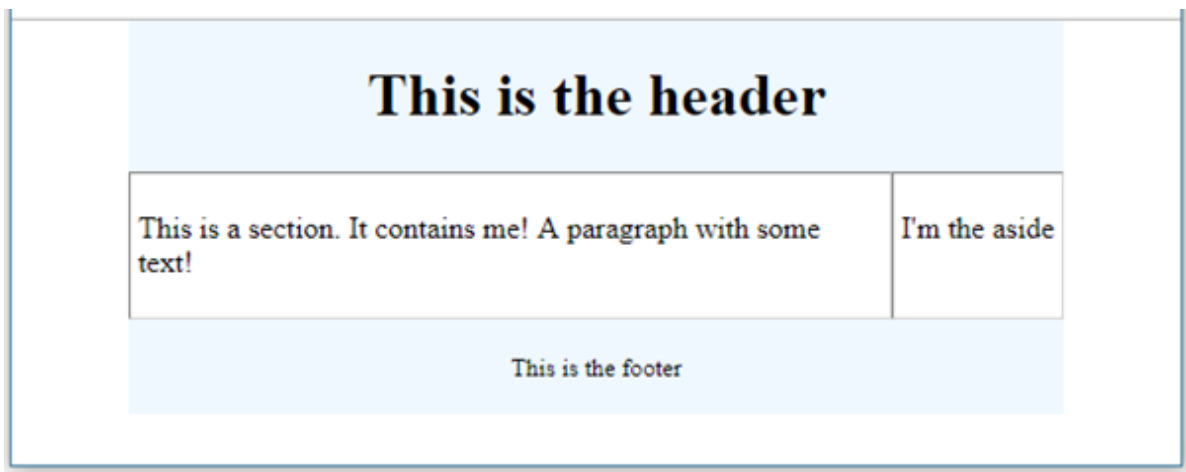 This is the header
This is a section. It contains me! A paragraph with some
text!
I'm the aside
This is the footer